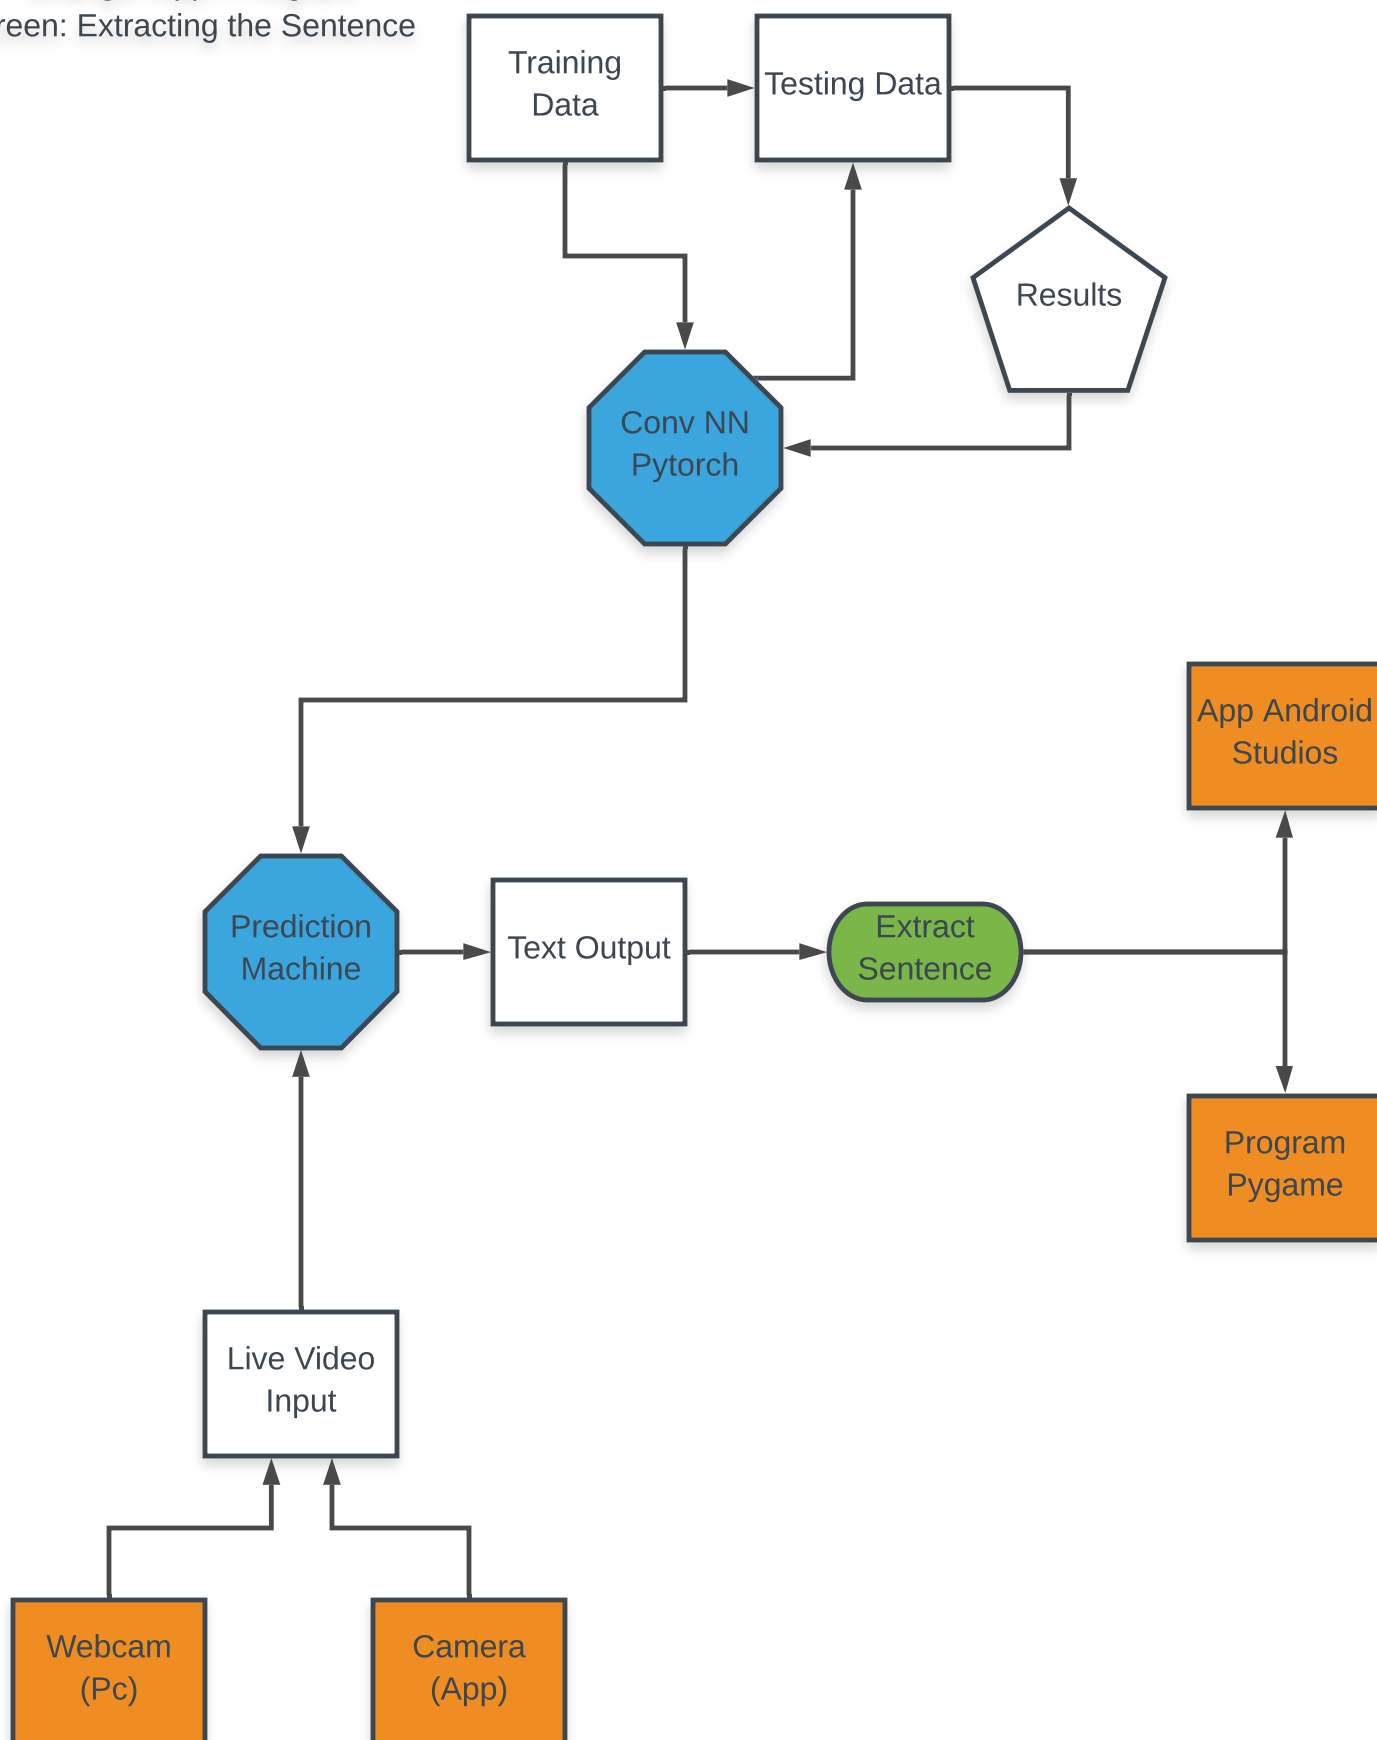 reen: Extracting the Sentence
Training
Data
Testing Data
Results
Conv NN
Pytorch
App Android
Studios
Prediction
Machine
Text Output
Extract
Sentence
Program
Pygame
Live Video
Input
Webcam
(Pc)
Camera
(App)